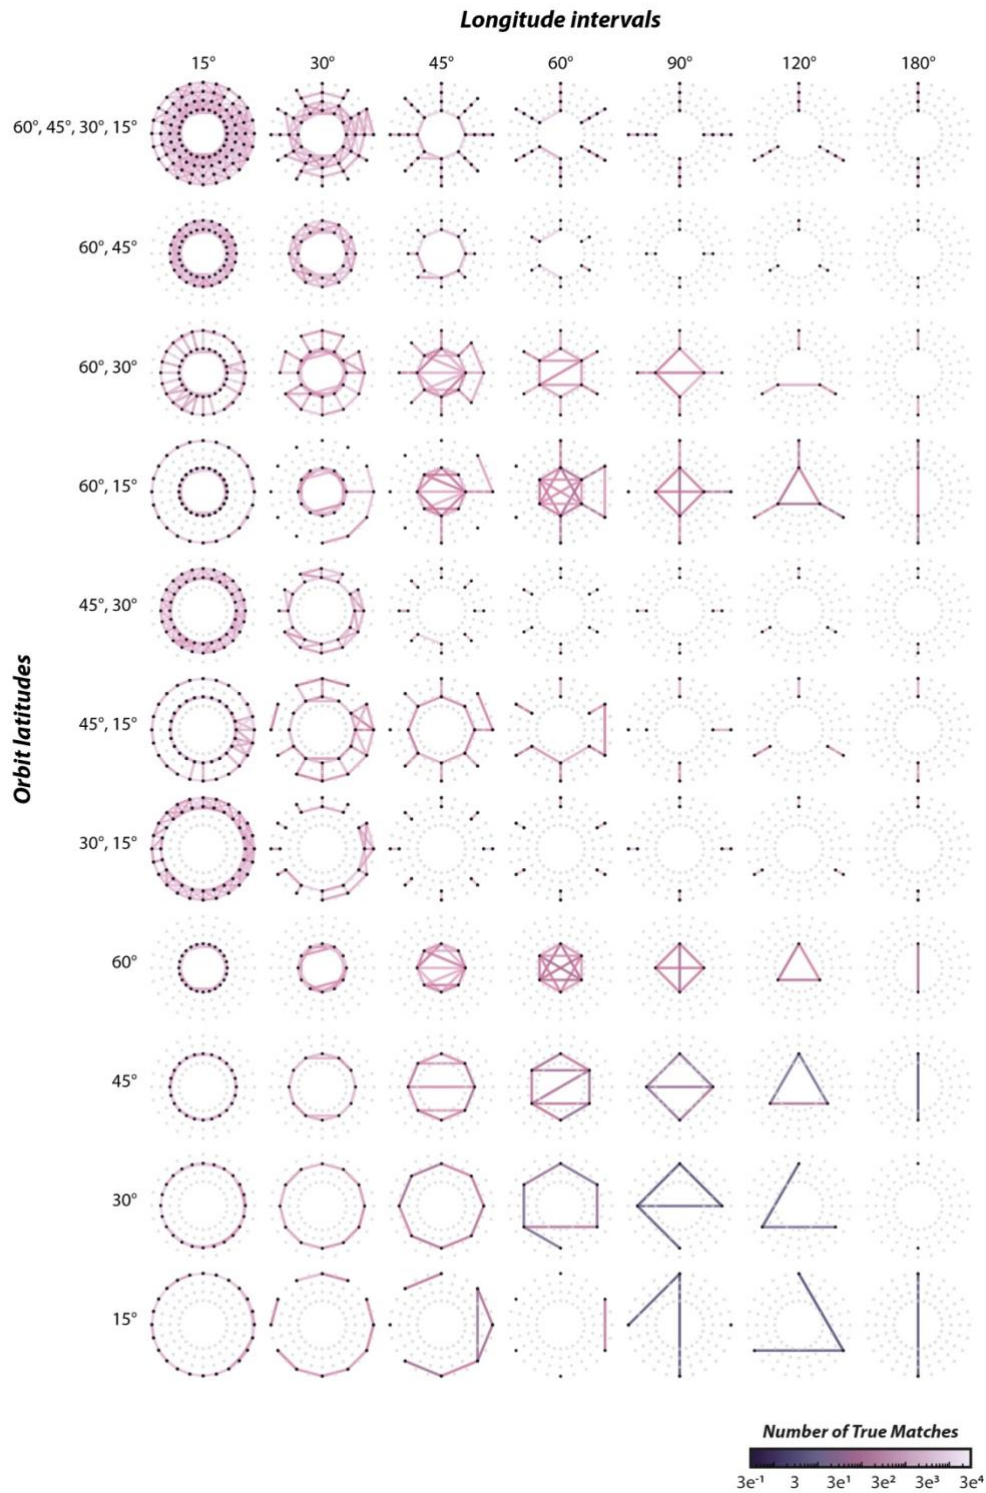 Longitude intervals
15° 30° 45° 60° 90° 120° 180°
60°, 45°, 30°, 15°
60°, 45°
60°, 30°
60°, 15°
45°, 30°
Orbit latitudes
45°, 15°
30°, 15°
60°
45°
30°
15°
Number of True Matches
3e⁻¹ 3 3e¹ 3e² 3e³ 3e⁴